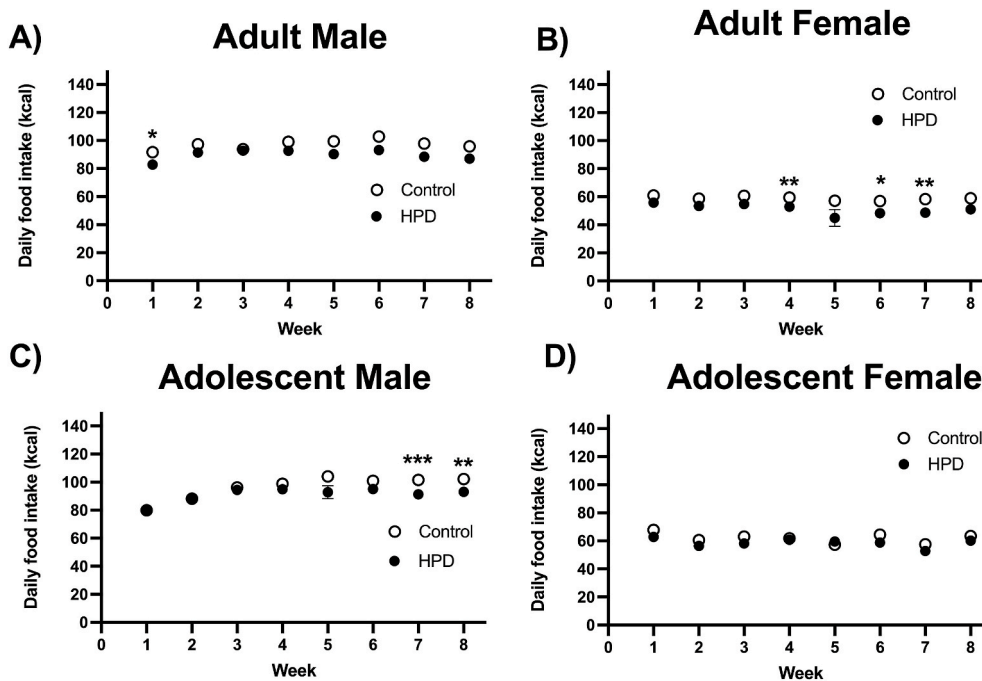 A) Adult Male
Daily food intake (kcal)
140
120
100
80
60
40
20
0
*
Control
HPD
0 1 2 3 4 5 6 7 8
Week
B) Adult Female
Daily food intake (kcal)
140
120
100
80
60
40
20
0
Control
HPD
** * **
0 1 2 3 4 5 6 7 8
Week
C) Adolescent Male
Daily food intake (kcal)
140
120
100
80
60
40
20
0
*** **
Control
HPD
0 1 2 3 4 5 6 7 8
Week
D) Adolescent Female
Daily food intake (kcal)
140
120
100
80
60
40
20
0
Control
HPD
0 1 2 3 4 5 6 7 8
Week